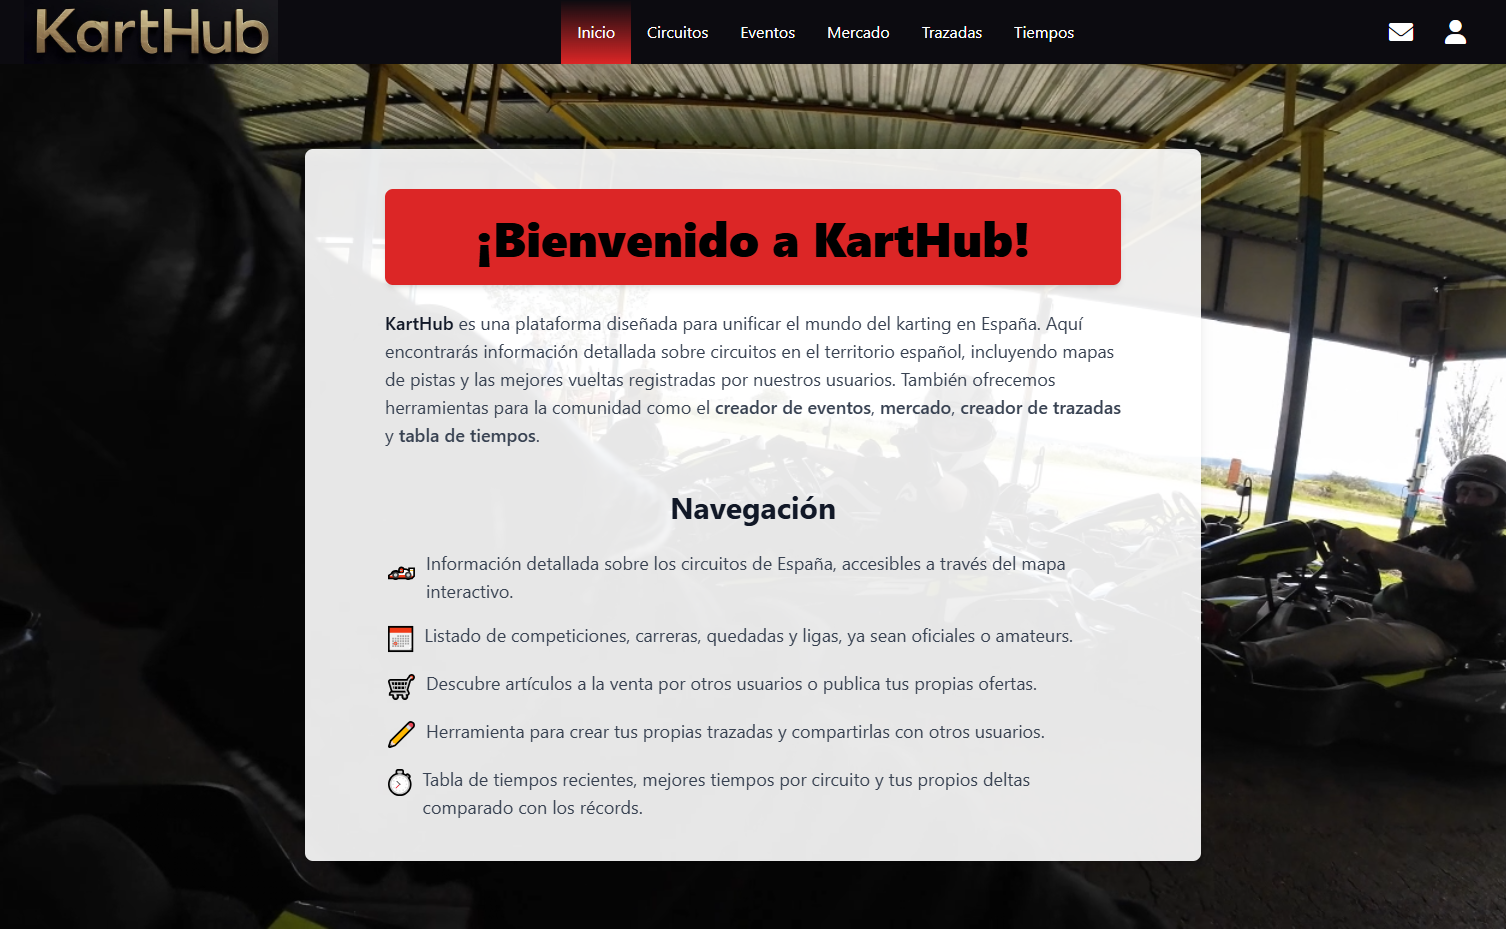 KartHub
Inicio
Circuitos
Eventos
Mercado
Trazadas
Tiempos
¡Bienvenido a KartHub!
KartHub es una plataforma diseñada para unificar el mundo del karting en España. Aquí
encontrarás información detallada sobre circuitos en el territorio español, incluyendo mapas
de pistas y las mejores vueltas registradas por nuestros usuarios. También ofrecemos
herramientas para la comunidad como el creador de eventos, mercado, creador de trazadas
y tabla de tiempos.
Navegación
Información detallada sobre los circuitos de España, accesibles a través del mapa
interactivo.
Listado de competiciones, carreras, quedadas y ligas, ya sean oficiales o amateurs.
Descubre artículos a la venta por otros usuarios o publica tus propias ofertas.
Herramienta para crear tus propias trazadas y compartirlas con otros usuarios.
Tabla de tiempos recientes, mejores tiempos por circuito y tus propios deltas
comparado con los récords.